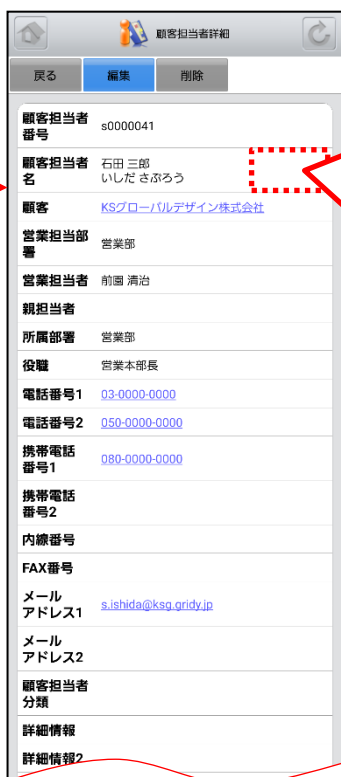 顧客担当者詳細
戻る 編集 削除
顧客担当者
番号 s0000041
顧客担当者
名 石田 三郎
いしだ さぶろう
顧客 KSグローバルデザイン株式会社
営業担当部
署 営業部
営業担当者 前園 清治
親担当者
所属部署 営業部
役職 営業本部長
電話番号1 03-0000-0000
電話番号2 050-0000-0000
携帯電話
番号1 080-0000-0000
携帯電話
番号2
内線番号
FAX番号
メール
アドレス1 s.ishida@ksg.gridy.jp
メール
アドレス2
顧客担当者
分類
詳細情報
詳細情報2